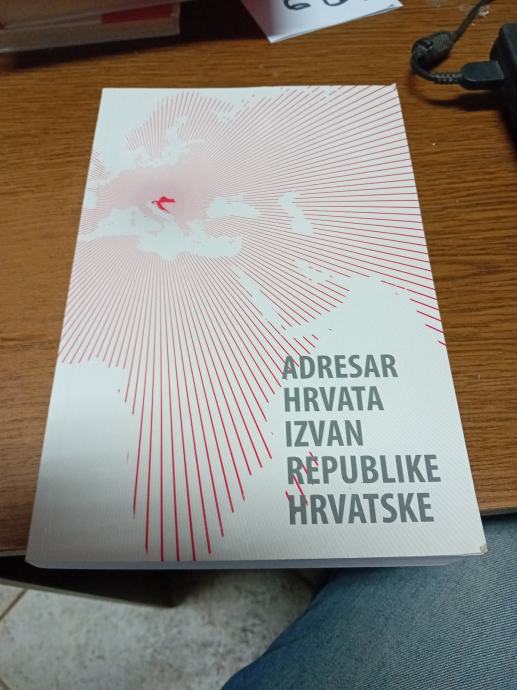 ADRESAR
HRVATA
IZVAN
REPUBLIKE
HRVATSKE